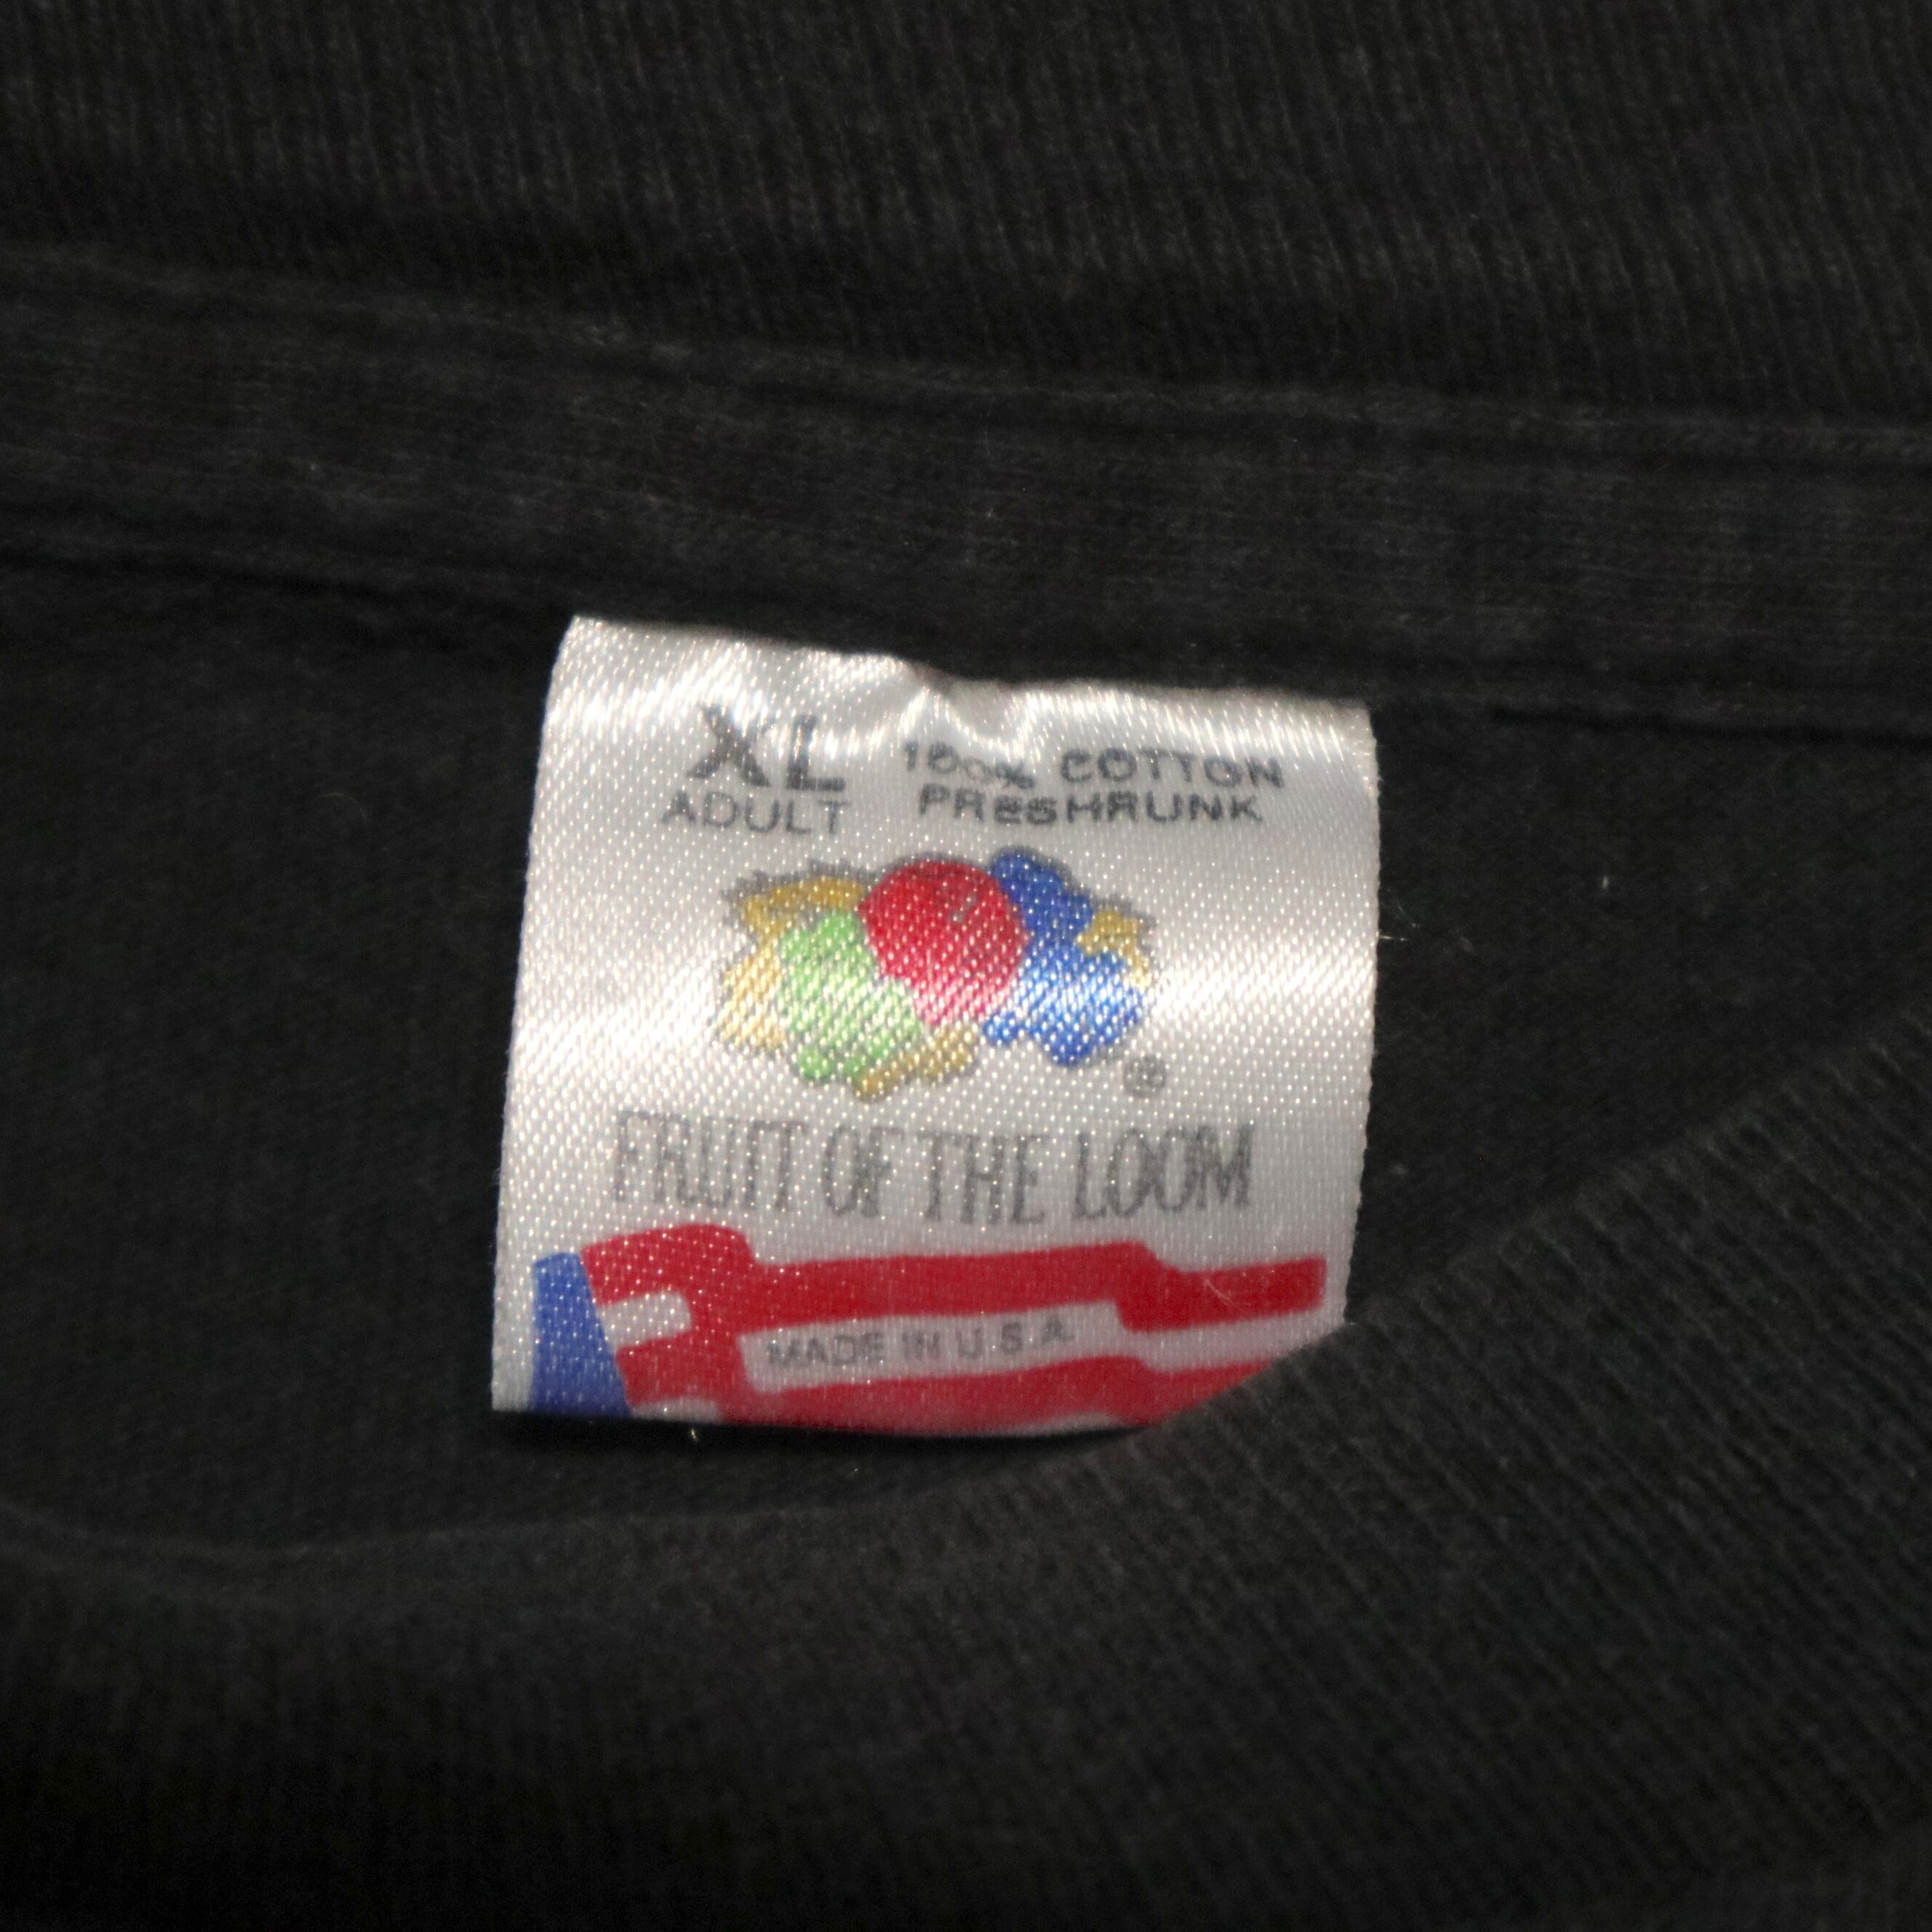 XL 100% COTTON
ADULT PRESHRUNK
®
FRUIT OF THE LOOM
MADE IN U.S.A.